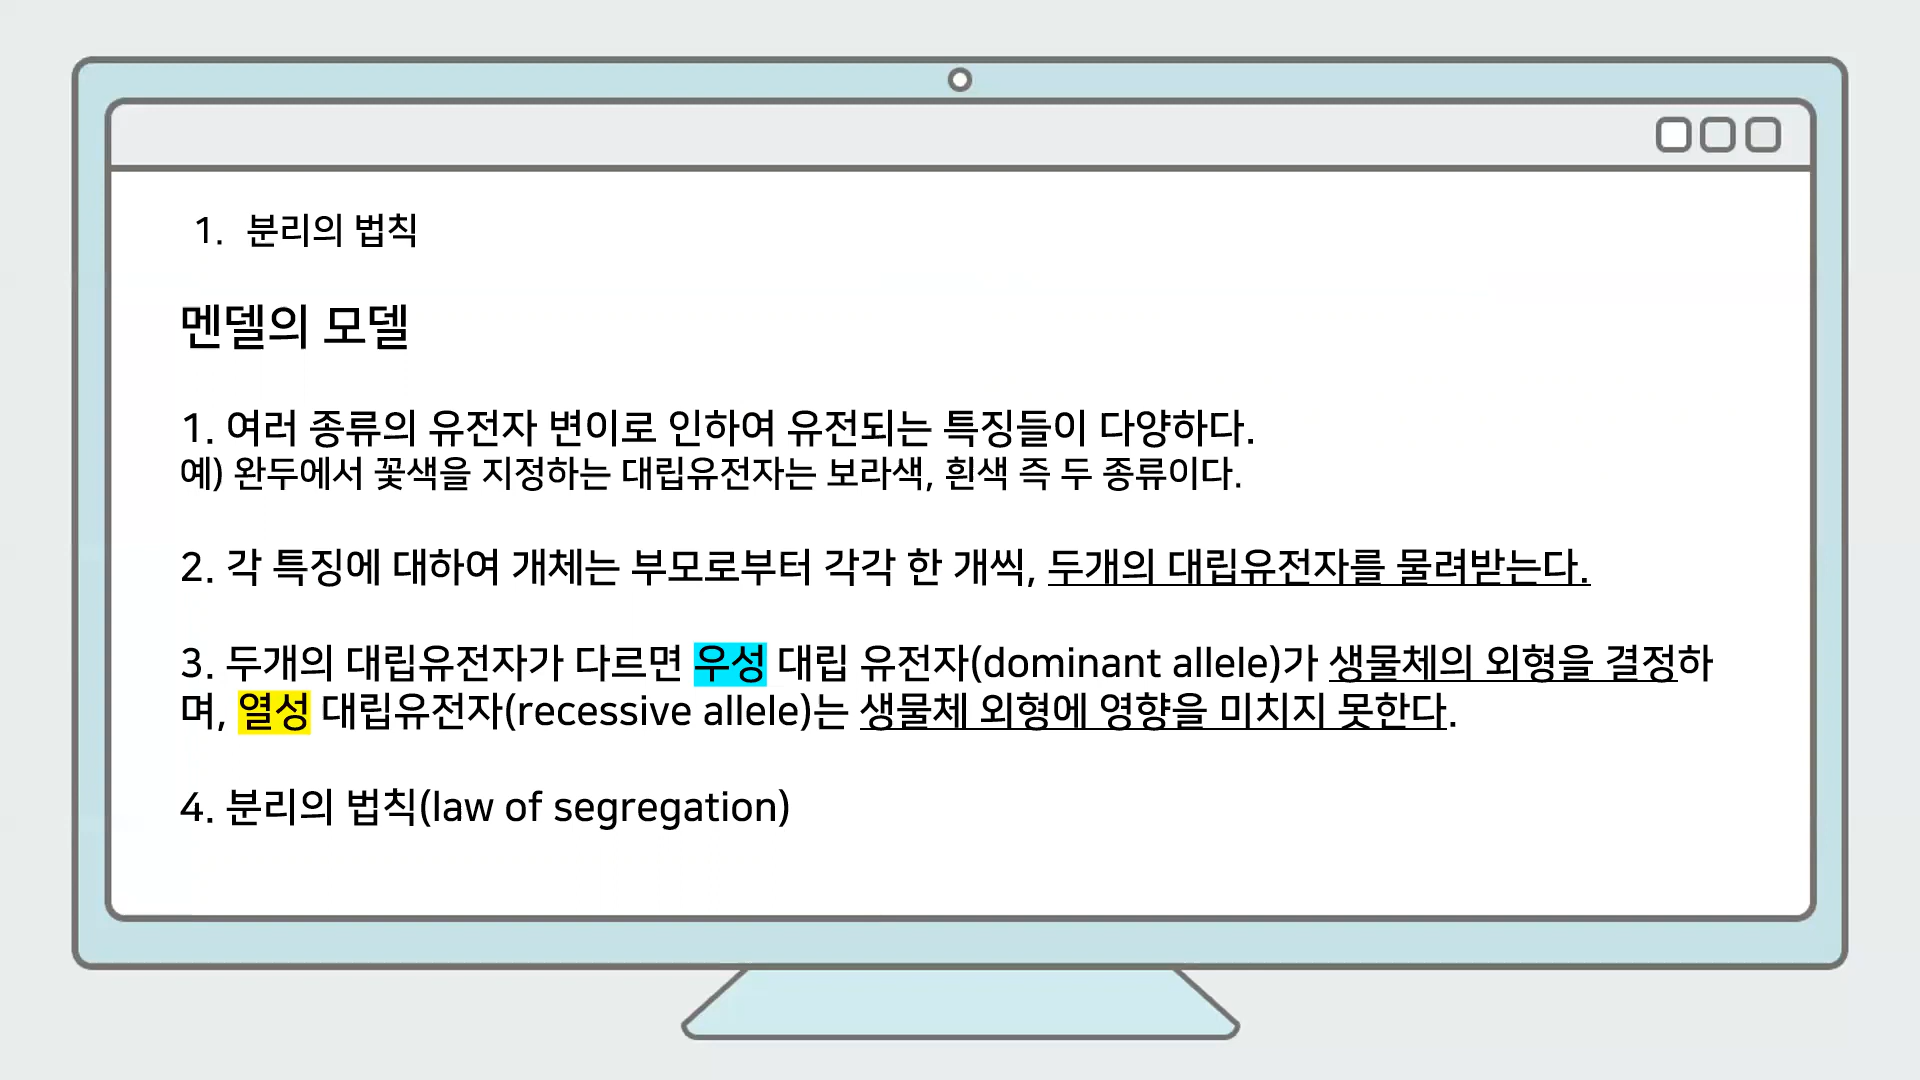 1. 분리의 법칙
멘델의 모델
1. 여러 종류의 유전자 변이로 인하여 유전되는 특징들이 다양하다.
예) 완두에서 꽃색을 지정하는 대립유전자는 보라색, 흰색 즉 두 종류이다.
2. 각 특징에 대하여 개체는 부모로부터 각각 한 개씩, 두개의 대립유전자를 물려받는다.
3. 두개의 대립유전자가 다르면 우성 대립 유전자(dominant allele)가 생물체의 외형을 결정하
며, 열성 대립유전자(recessive allele)는 생물체 외형에 영향을 미치지 못한다.
4. 분리의 법칙(law of segregation)